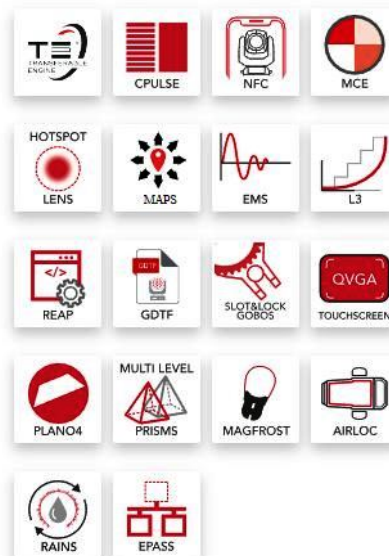 TE
TRANSFERABLE
ENGINE
CPULSE
NFC
MCE
HOTSPOT
LENS
MAPS
EMS
L3
</>
REAP
GDTF
GDTF
SLOT&LOCK
GOBOS
QVGA
TOUCHSCREEN
PLANO4
MULTI LEVEL
PRISMS
MAGFROST
AIRLOC
RAINS
EPASS